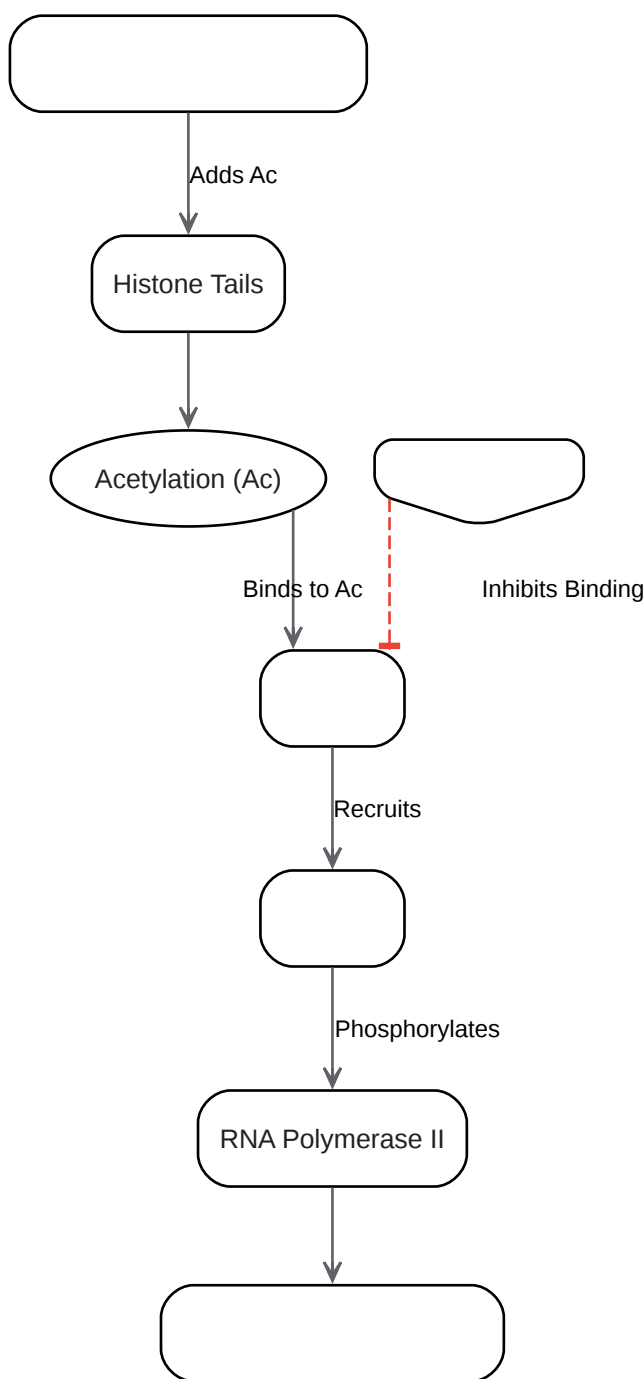 Adds Ac
Histone Tails
Acetylation (Ac)
Binds to Ac
Inhibits Binding
Recruits
Phosphorylates
RNA Polymerase II